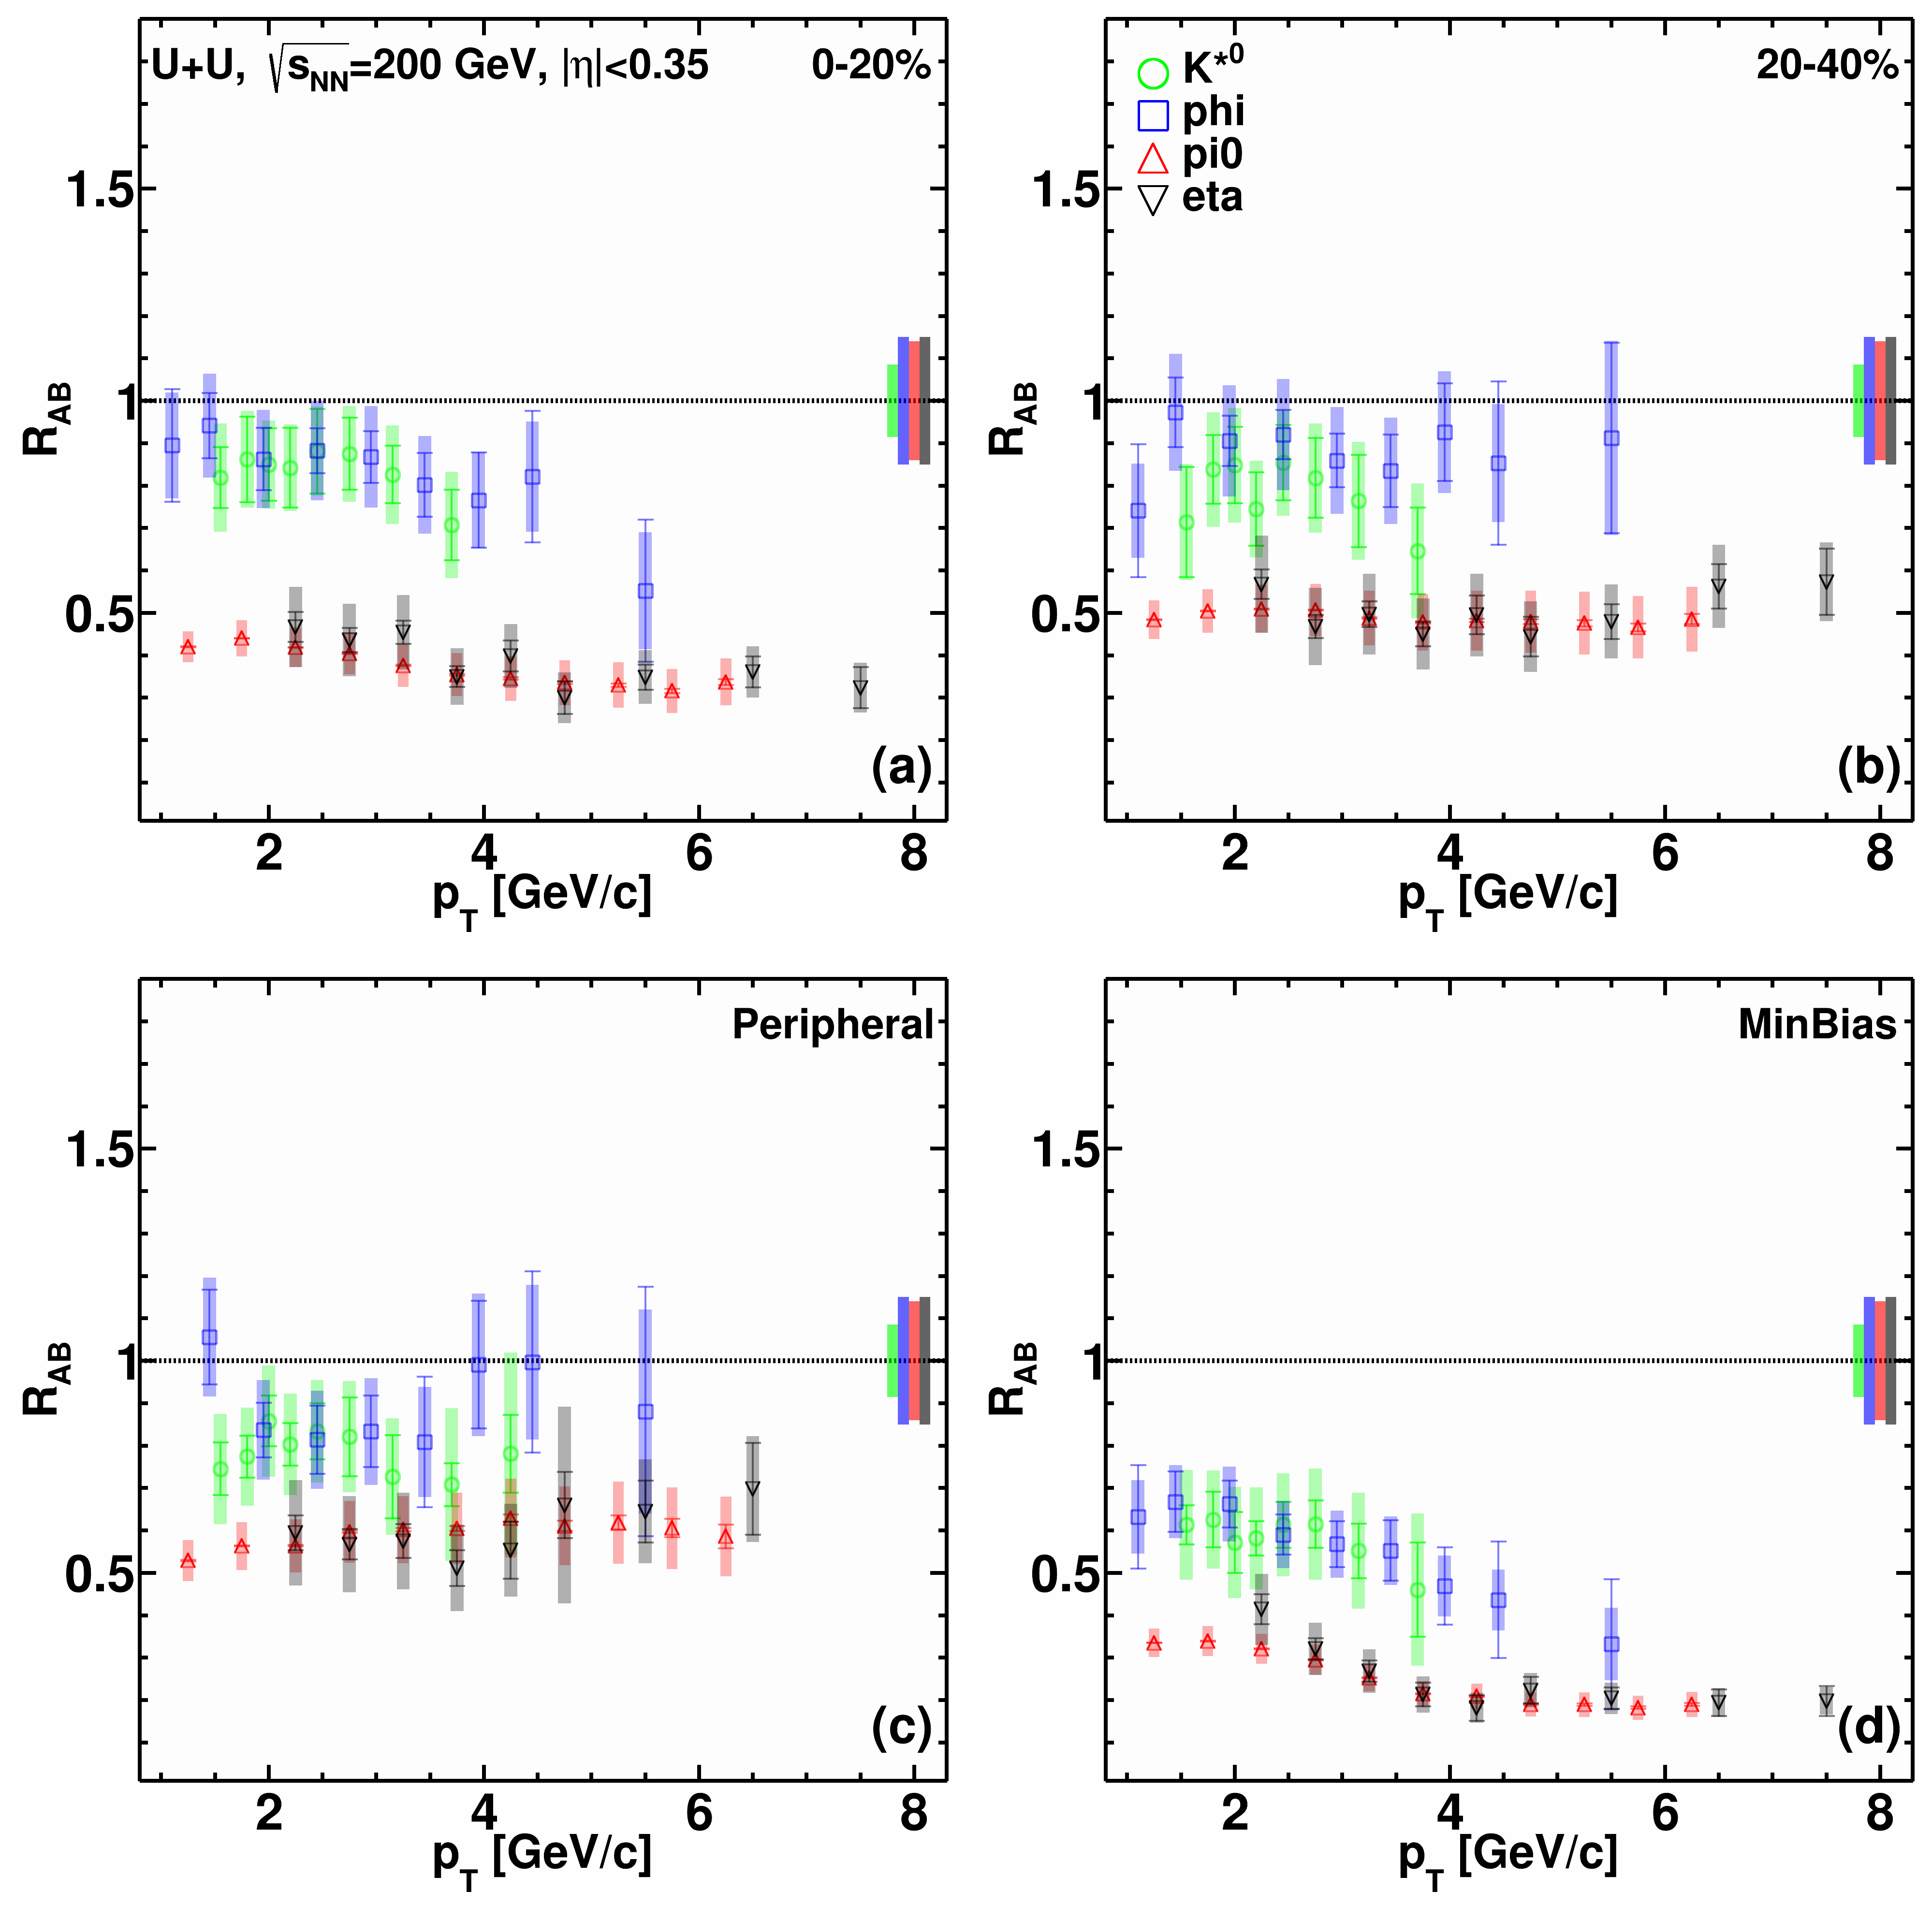 U+U, √sNN=200 GeV, |η|<0.35 0-20%
1.5
1
0.5
RAB
(a)
2 4 6 8
pT [GeV/c]
K*0
phi
pi0
eta
20-40%
1.5
1
0.5
RAB
(b)
2 4 6 8
pT [GeV/c]
Peripheral
1.5
1
0.5
RAB
(c)
2 4 6 8
pT [GeV/c]
MinBias
1.5
1
0.5
RAB
(d)
2 4 6 8
pT [GeV/c]